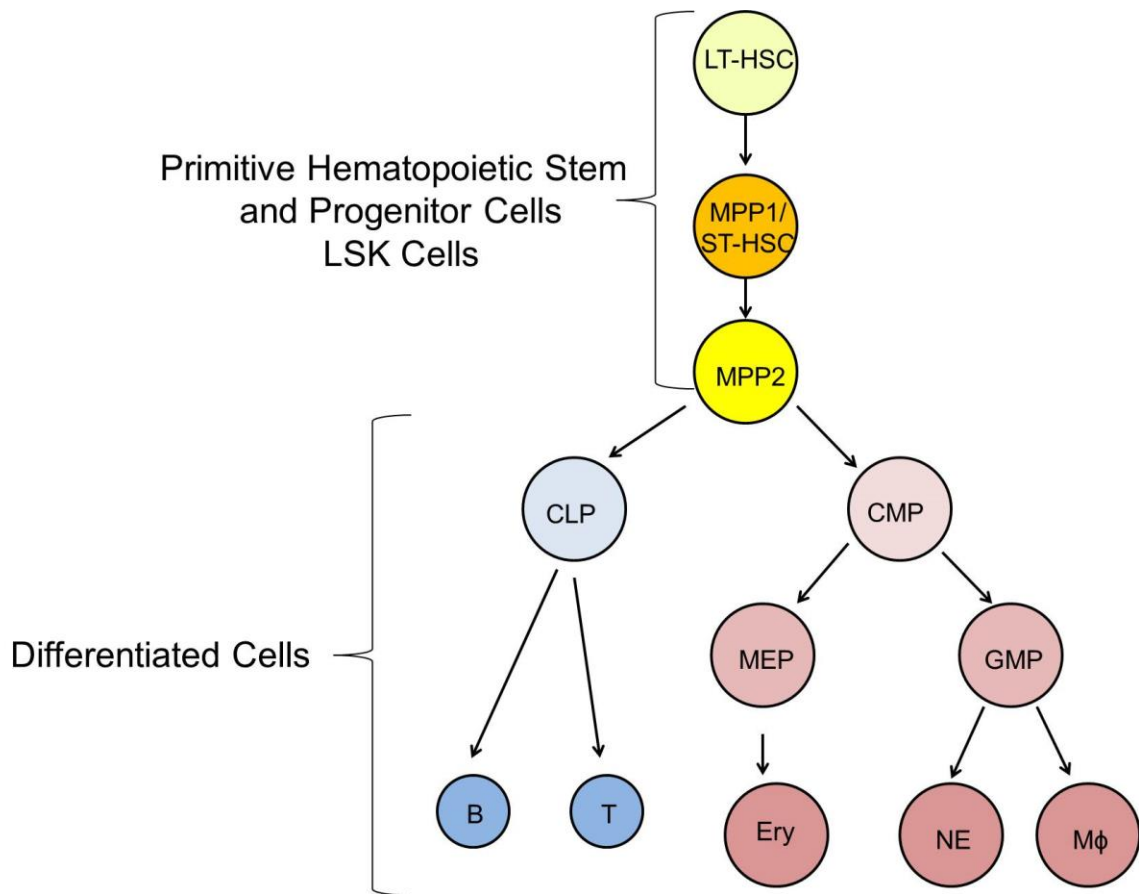 LT-HSC
Primitive Hematopoietic Stem
and Progenitor Cells
LSK Cells
MPP1/
ST-HSC
MPP2
CLP
CMP
Differentiated Cells
MEP
GMP
B
T
Ery
NE
Mϕ